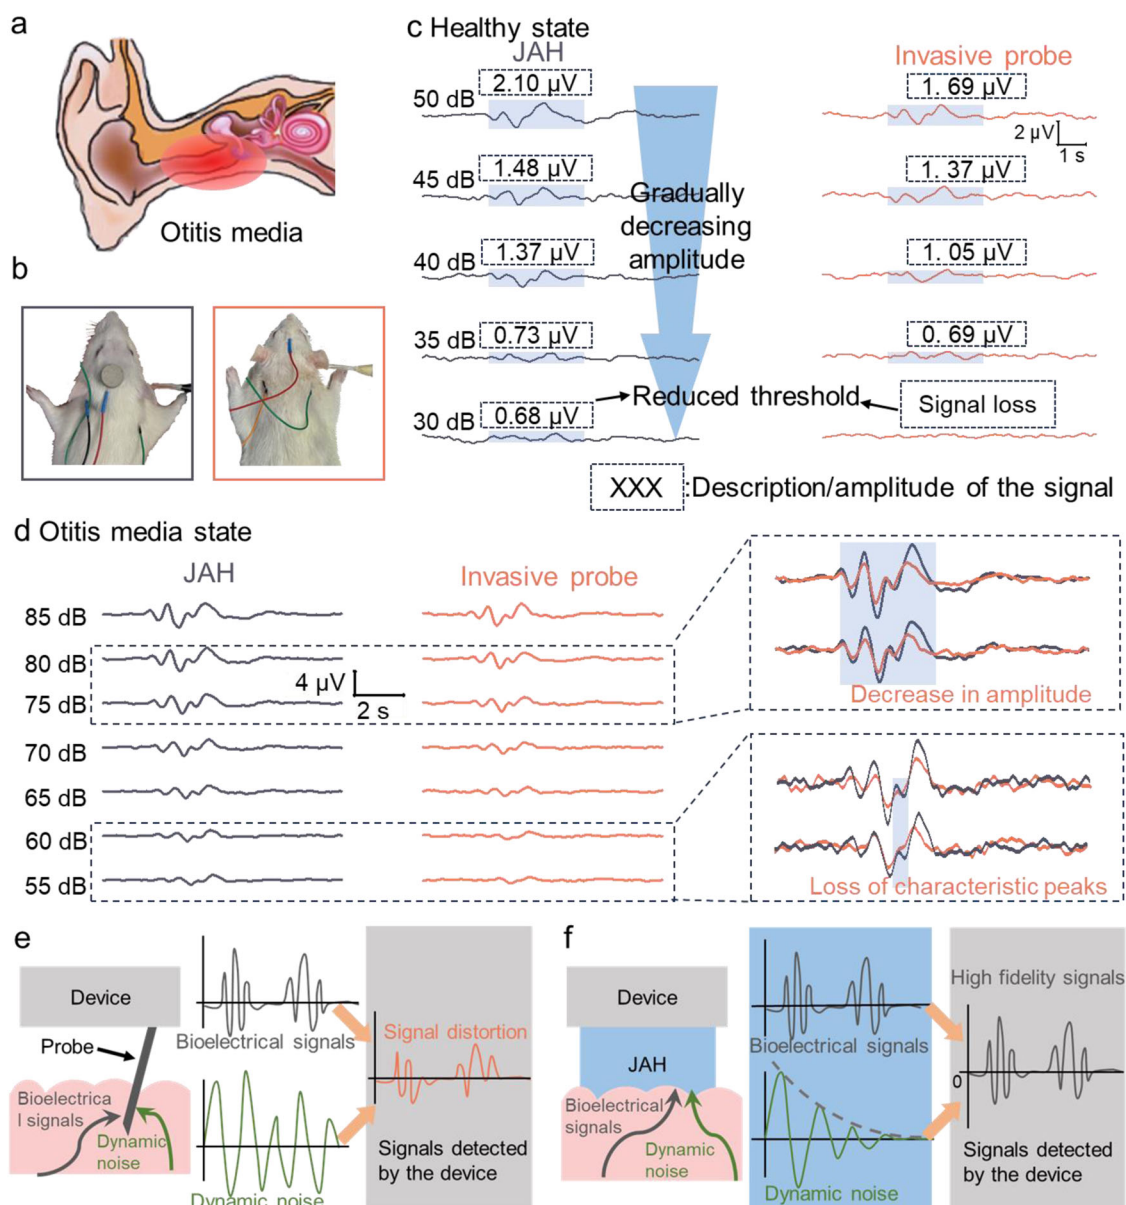 a
Otitis media
b
c Healthy state
JAH
Invasive probe
50 dB
2.10 µV
1.69 µV
2 µV
1 s
45 dB
1.48 µV
1.37 µV
Gradually
decreasing
amplitude
40 dB
1.37 µV
1.05 µV
35 dB
0.73 µV
0.69 µV
30 dB
0.68 µV
Reduced threshold
Signal loss
XXX :Description/amplitude of the signal
d Otitis media state
JAH
Invasive probe
85 dB
80 dB
75 dB
4 µV
2 s
70 dB
65 dB
60 dB
55 dB
Decrease in amplitude
Loss of characteristic peaks
e
Device
Probe
Bioelectrica
l signals
Dynamic
noise
Bioelectrical signals
Dynamic noise
Signal distortion
Signals detected
by the device
f
Device
JAH
Bioelectrical
signals
Dynamic
noise
Bioelectrical signals
Dynamic noise
High fidelity signals
0
Signals detected
by the device